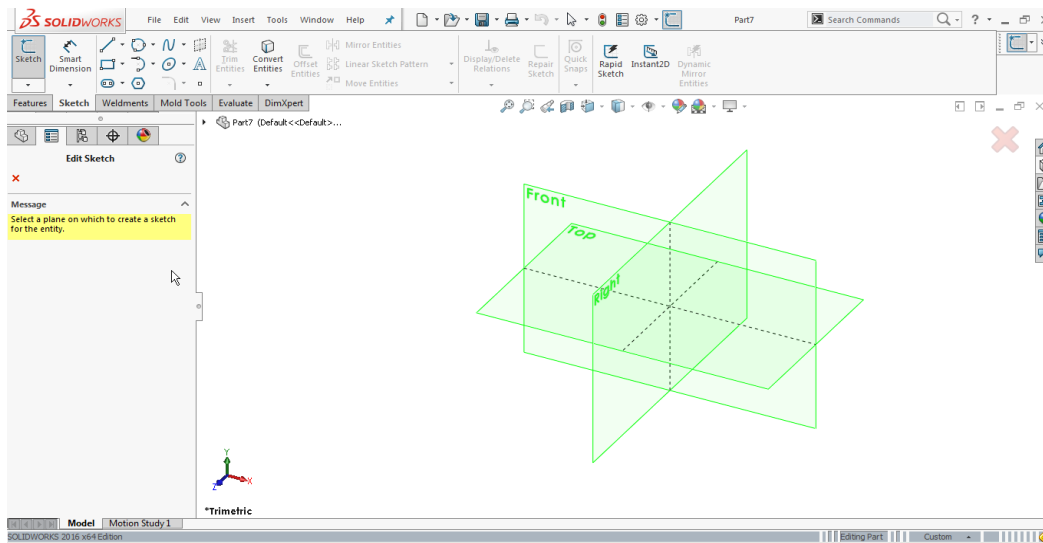 SOLIDWORKS File Edit View Insert Tools Window Help Part7 Search Commands ?
Sketch Smart Dimension Trim Entities Convert Entities Offset Entities Mirror Entities Linear Sketch Pattern Move Entities Display/Delete Relations Repair Sketch Quick Snaps Rapid Sketch Instant2D Dynamic Mirror Entities
Features Sketch Weldments Mold Tools Evaluate DimXpert
Part7 (Default<<Default>...
Edit Sketch ?
Message
Select a plane on which to create a sketch
for the entity.
Front
Top
Right
Y
Z X
*Trimetric
Model Motion Study 1
SOLIDWORKS 2016 x64 Edition Editing Part Custom